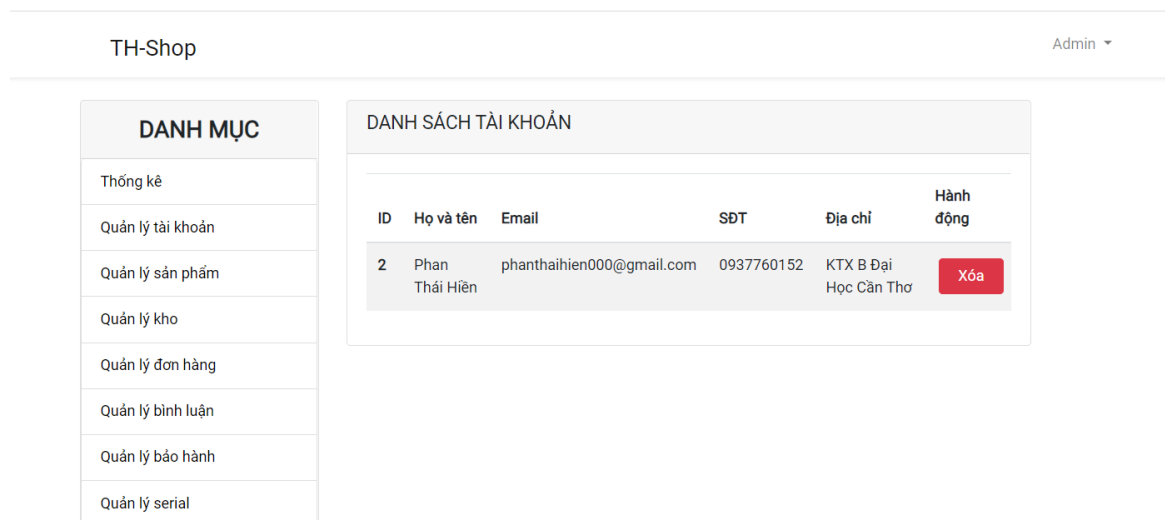 TH-Shop
Admin
DANH MỤC
Thống kê
Quản lý tài khoản
Quản lý sản phẩm
Quản lý kho
Quản lý đơn hàng
Quản lý bình luận
Quản lý bảo hành
Quản lý serial
DANH SÁCH TÀI KHOẢN
ID Họ và tên Email SĐT Địa chỉ Hành
động
2 Phan phanthaihien000@gmail.com 0937760152 KTX B Đại Xóa
Thái Hiền Học Cần Thơ